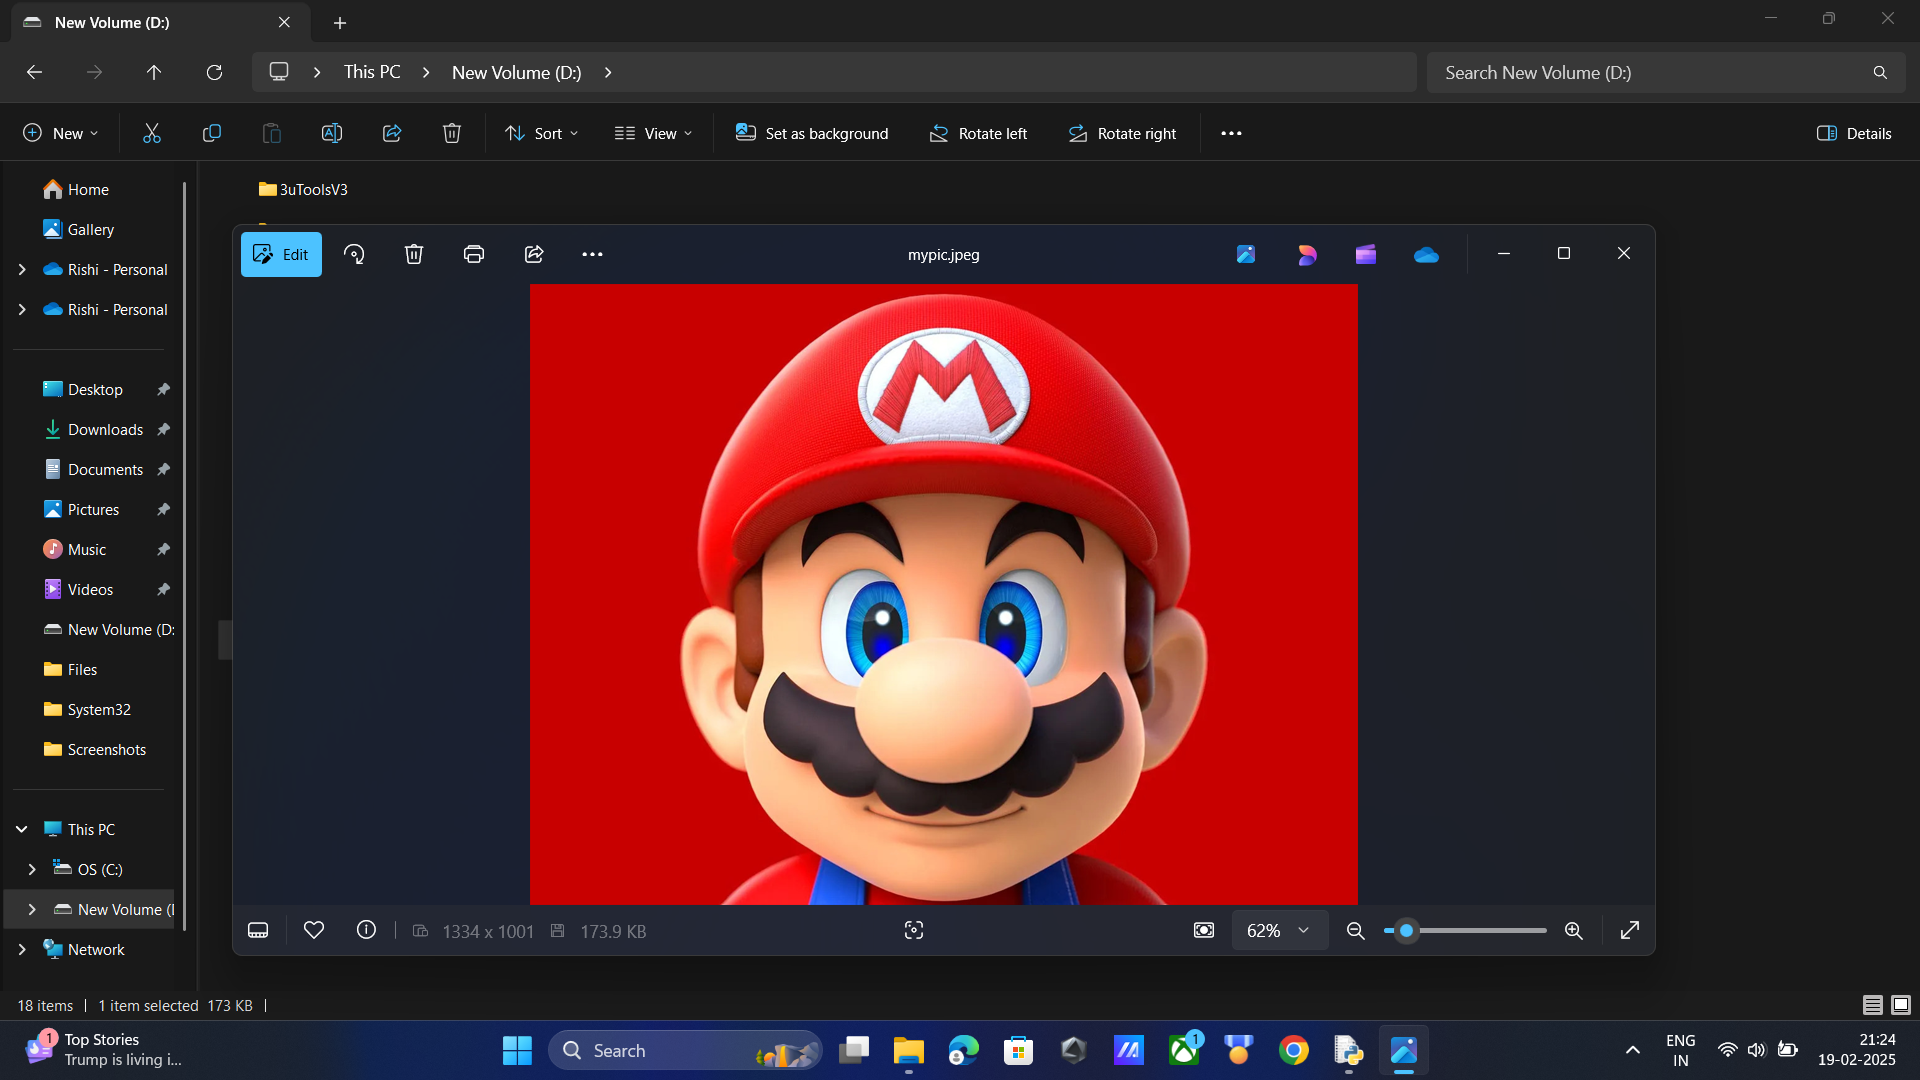 New Volume (D:)
This PC
New Volume (D:)
Search New Volume (D:)
New
Sort
View
Set as background
Rotate left
Rotate right
Details
Home
Gallery
Rishi - Personal
Rishi - Personal
Desktop
Downloads
Documents
Pictures
Music
Videos
New Volume (D:
Files
System32
Screenshots
This PC
OS (C:)
New Volume (
Network
3uToolsV3
Edit
mypic.jpeg
M
1334 x 1001
173.9 KB
62%
18 items
1 item selected 173 KB
1
Top Stories
Trump is living i...
Search
1
ENG
IN
21:24
19-02-2025